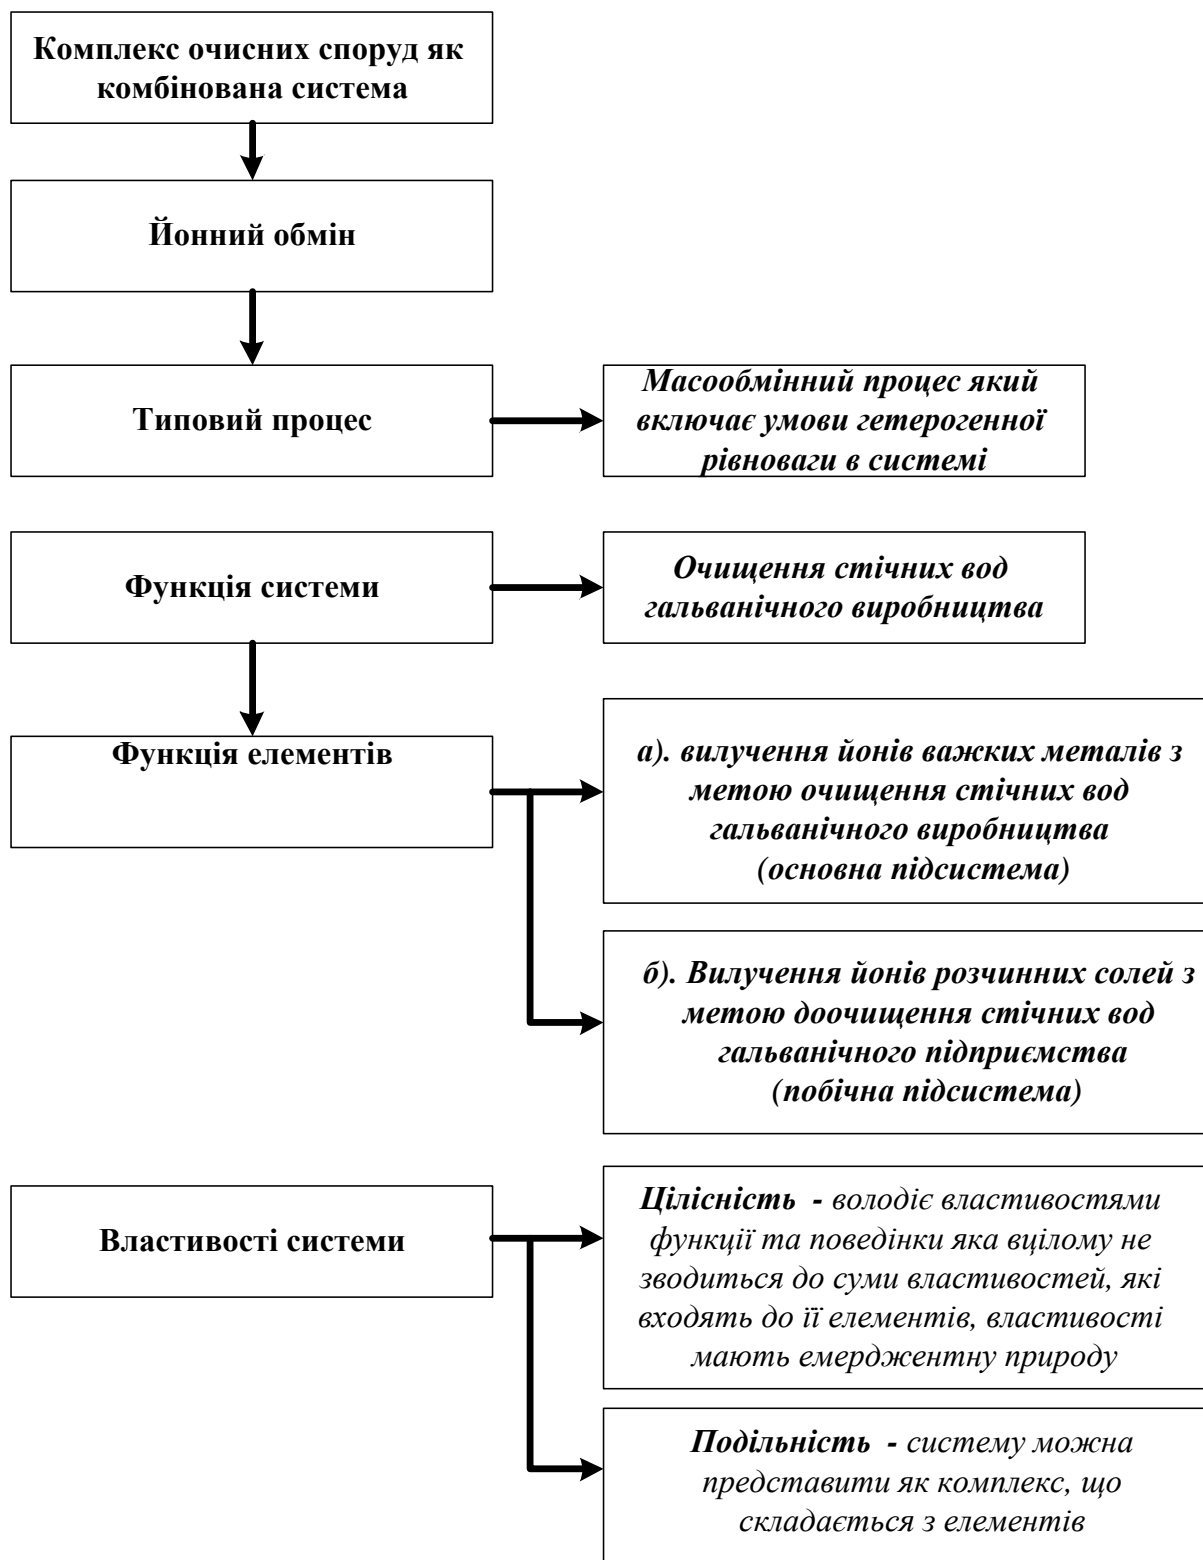 Комплекс очисних споруд як
комбінована система
Йонний обмін
Типовий процес
Масообмінний процес який
включає умови гетерогенної
рівноваги в системі
Функція системи
Очищення стічних вод
гальванічного виробництва
Функція елементів
а). вилучення йонів важких металів з
метою очищення стічних вод
гальванічного виробництва
(основна підсистема)
б). Вилучення йонів розчинних солей з
метою доочищення стічних вод
гальванічного підприємства
(побічна підсистема)
Властивості системи
Цілісність - володіє властивостями
функції та поведінки яка вцілому не
зводиться до суми властивостей, які
входять до її елементів, властивості
мають емерджентну природу
Подільність - систему можна
представити як комплекс, що
складається з елементів